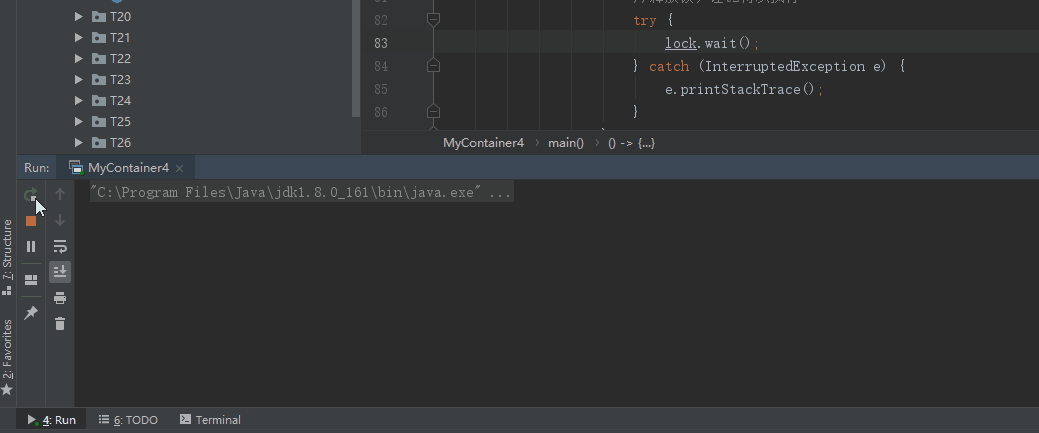 T20
T21
T22
T23
T24
T25
T26
82 try {
83 lock.wait();
84 } catch (InterruptedException e) {
85 e.printStackTrace();
86 }
MyContainer4 › main() › () -> {...}
Run: MyContainer4 ×
"C:\Program Files\Java\jdk1.8.0_161\bin\java.exe" ...
7: Structure
2: Favorites
4: Run 6: TODO Terminal